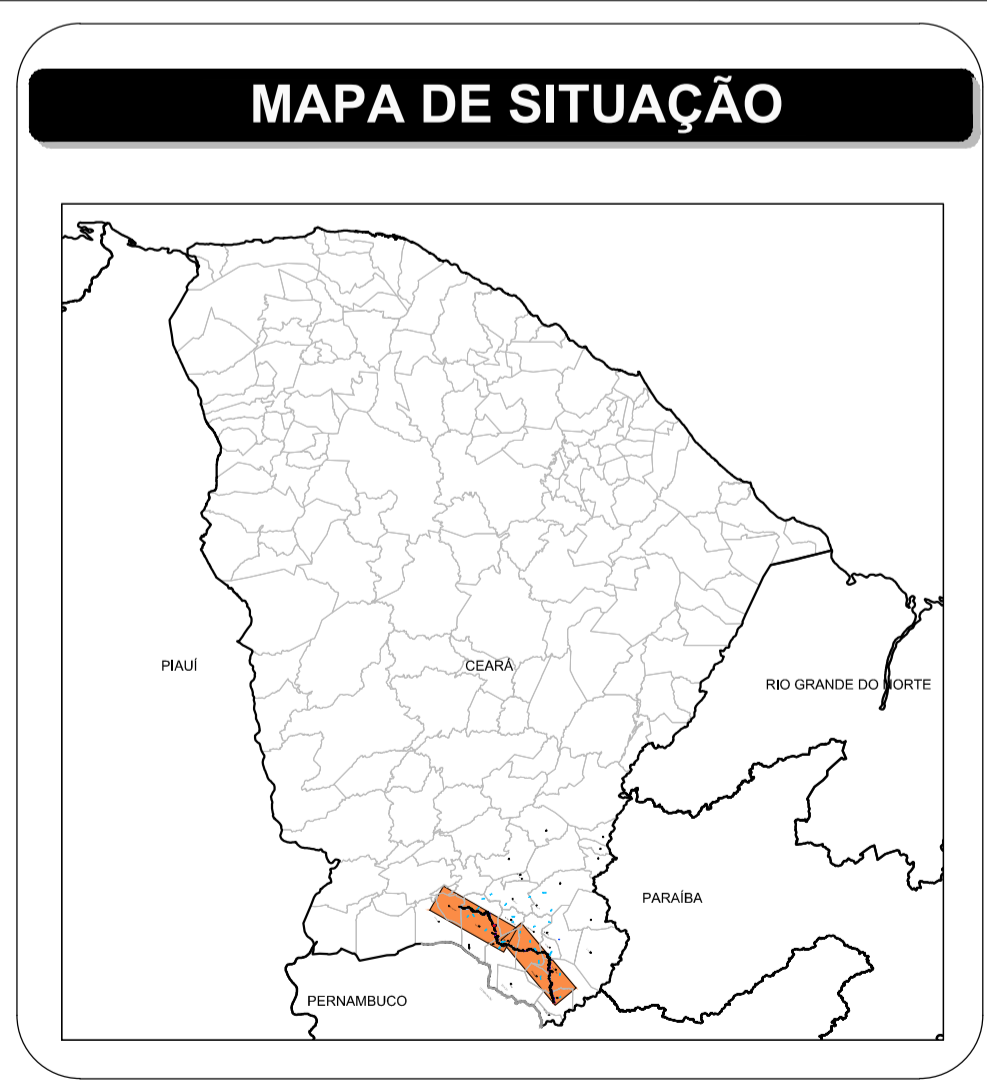 MAPA DE SITUAÇÃO
PIAUÍ
CEARÁ
RIO GRANDE DO NORTE
PARAÍBA
PERNAMBUCO